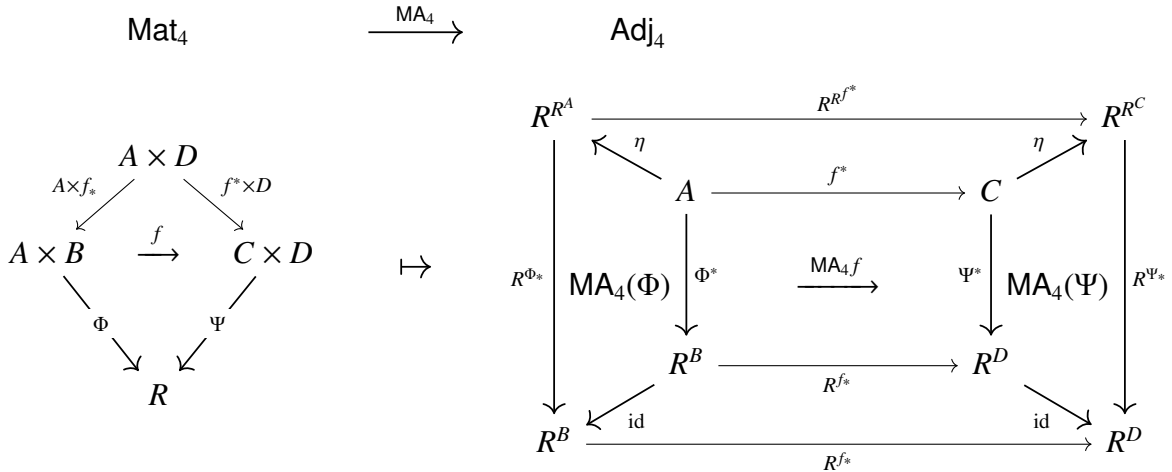 Mat₄ MA₄ Adj₄
R^{R^{f^*}}
R^{R^A} R^{R^C}
η η
A × D
A×f_* f^*×D f^*
A C
A × B f C × D ↦
R^{Φ_*} MA₄(Φ) Φ^* MA₄f Ψ^* MA₄(Ψ) R^{Ψ_*}
Φ Ψ
R^B R^D
R R^{f_*}
id id
R^B R^D
R^{f_*}